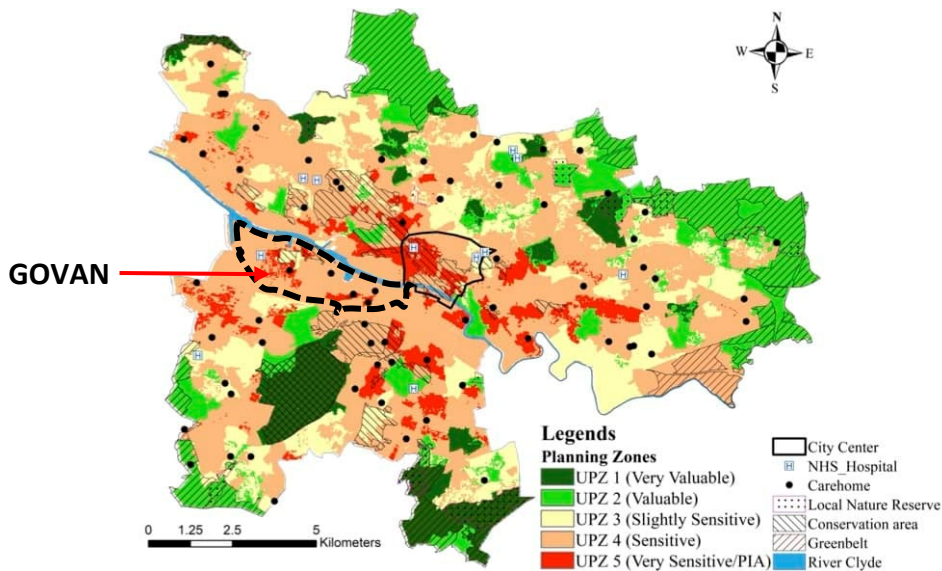 N
W E
S
GOVAN
H
H
H
H
H
H
H
H
H
H
H
Legends
Planning Zones
UPZ 1 (Very Valuable)
UPZ 2 (Valuable)
UPZ 3 (Slightly Sensitive)
UPZ 4 (Sensitive)
UPZ 5 (Very Sensitive/PIA)
City Center
H NHS_Hospital
Carehome
Local Nature Reserve
Conservation area
Greenbelt
River Clyde
0 1.25 2.5 5
Kilometers